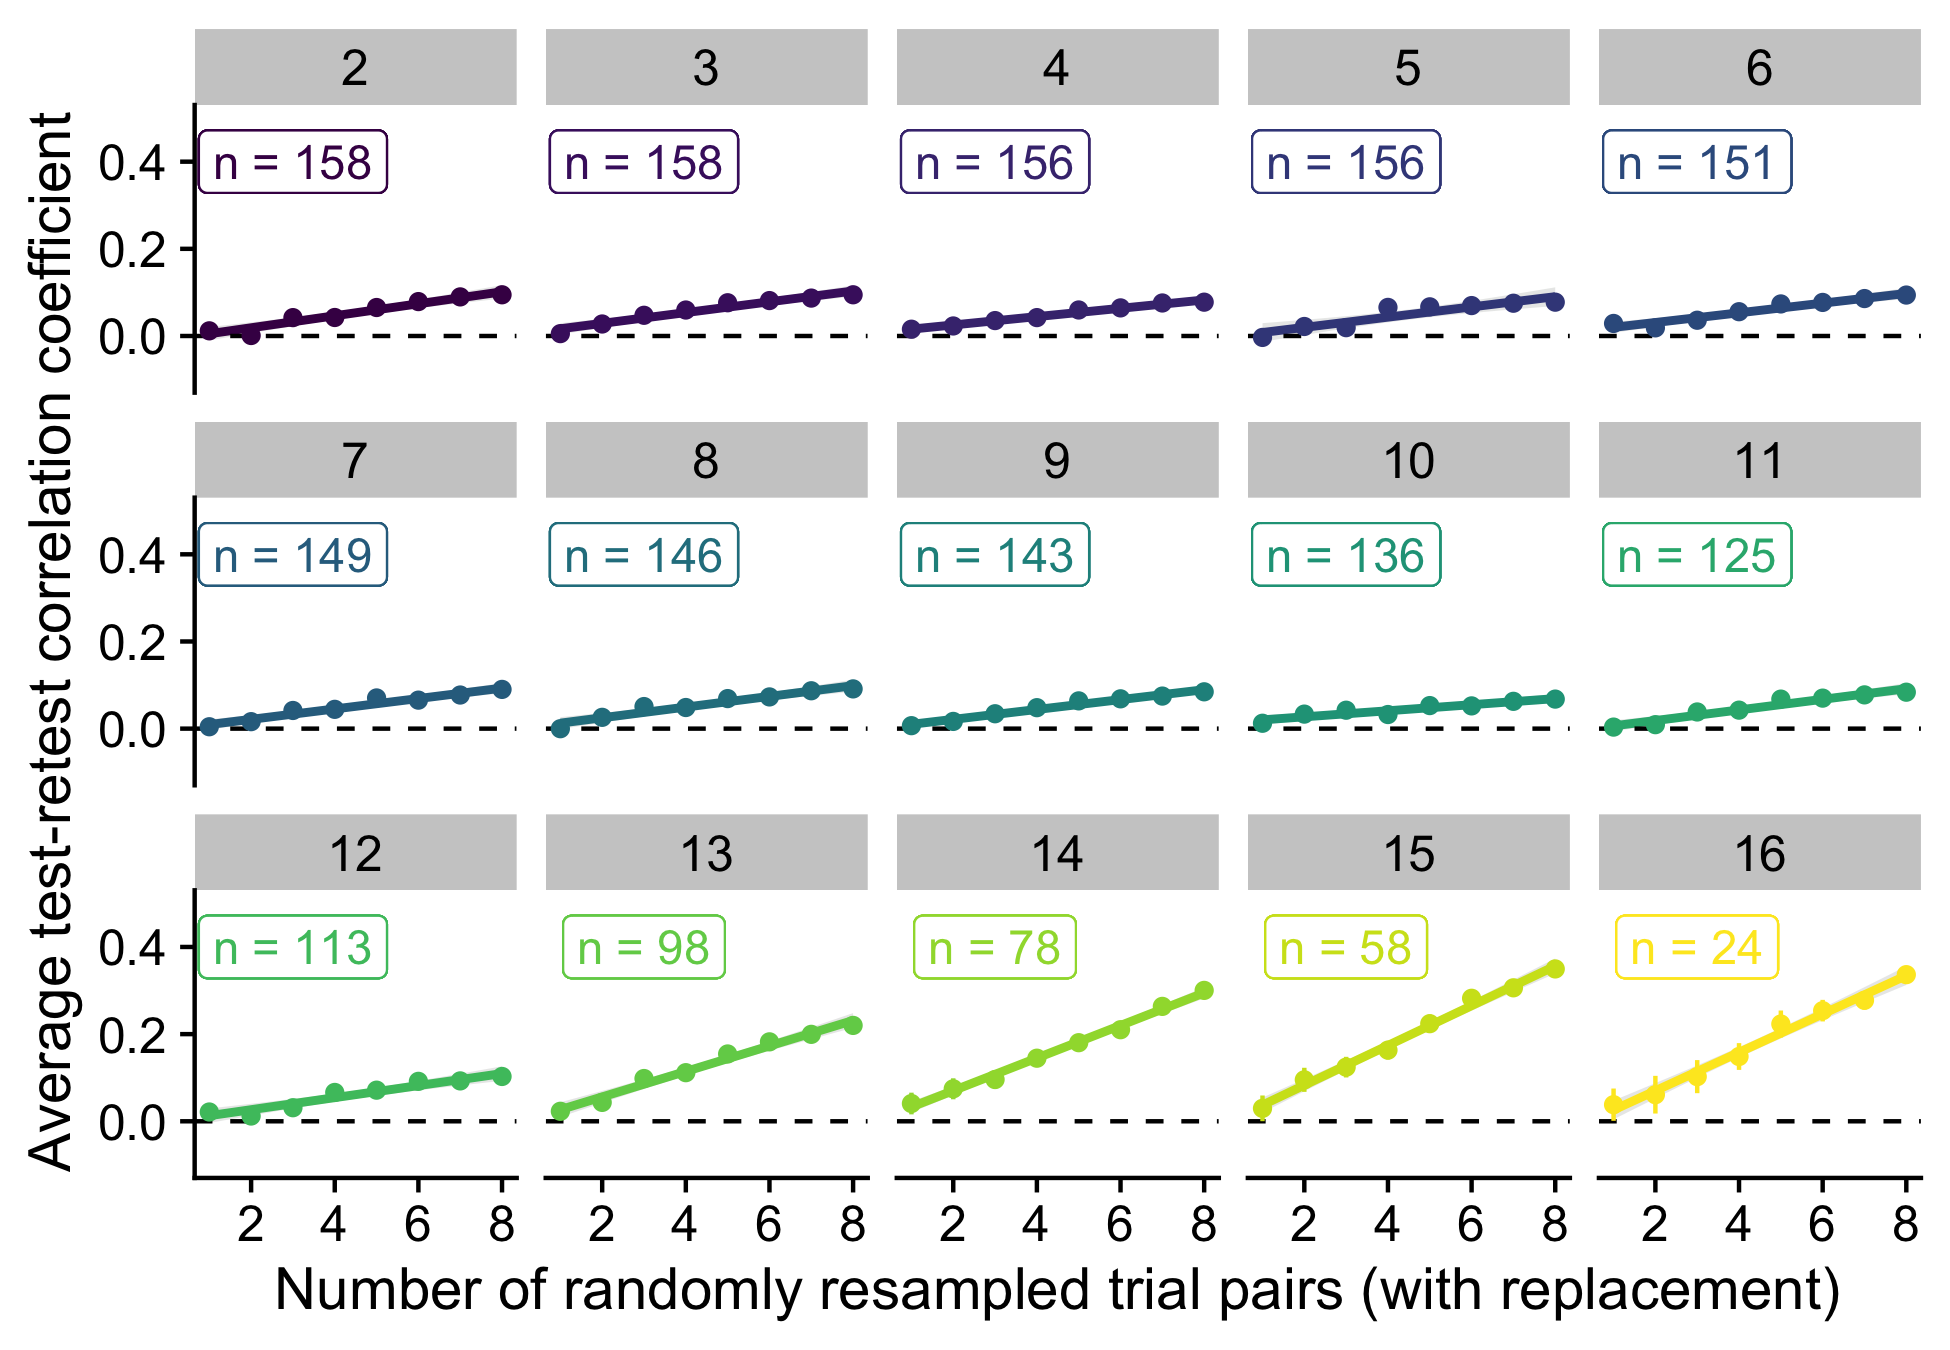 Average test-retest correlation coefficient
2 3 4 5 6
n = 158 n = 158 n = 156 n = 156 n = 151
0.4
0.2
0.0
7 8 9 10 11
n = 149 n = 146 n = 143 n = 136 n = 125
0.4
0.2
0.0
12 13 14 15 16
n = 113 n = 98 n = 78 n = 58 n = 24
0.4
0.2
0.0
2 4 6 8 2 4 6 8 2 4 6 8 2 4 6 8 2 4 6 8
Number of randomly resampled trial pairs (with replacement)